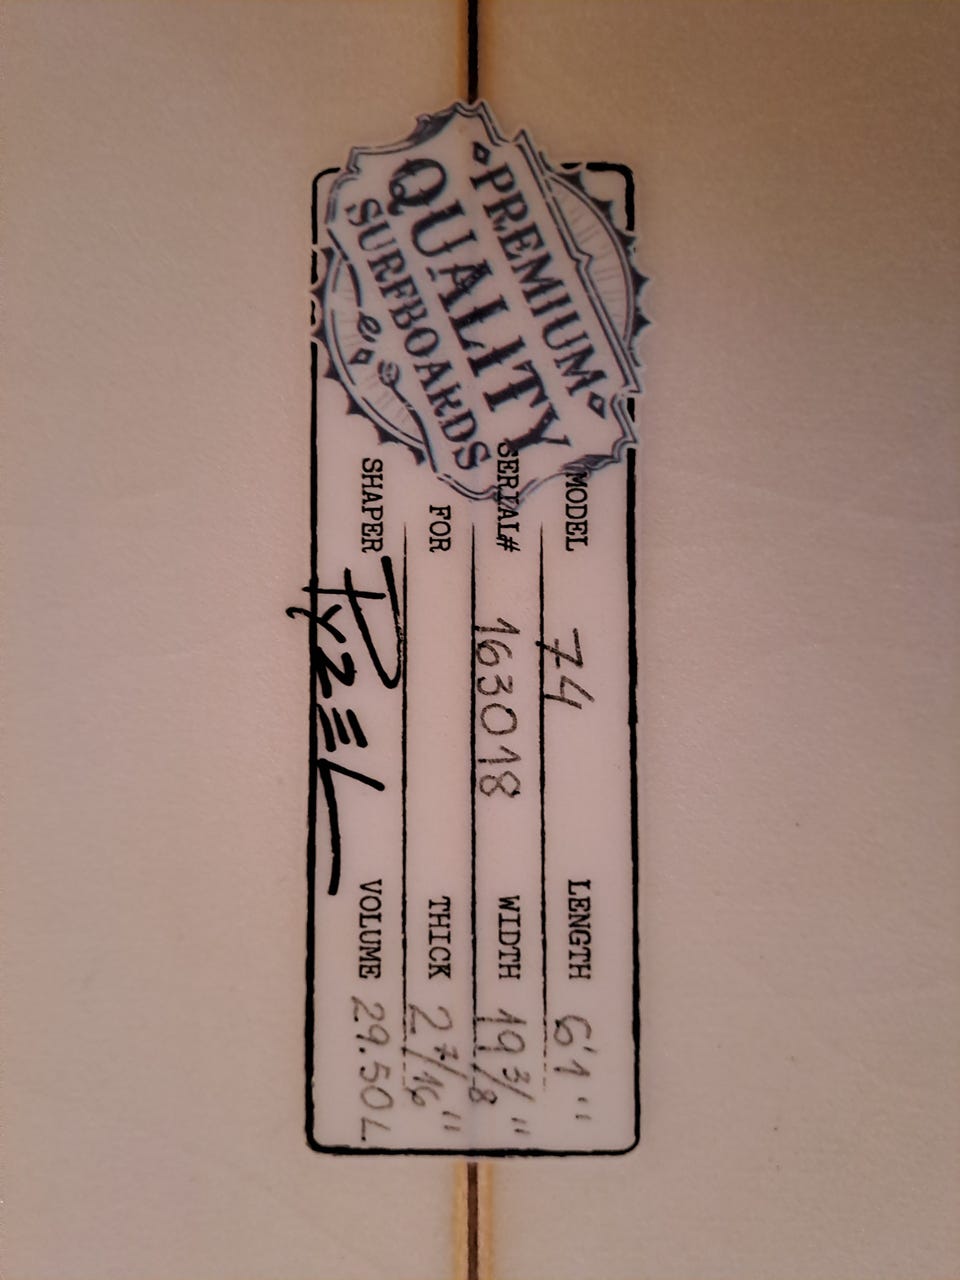 PREMIUM
QUALITY
SURFBOARDS
MODEL 74 LENGTH 6'1"
SERIAL# 163018 WIDTH 19 3/8"
FOR THICK 2 7/16"
SHAPER PYZEL VOLUME 29.50L